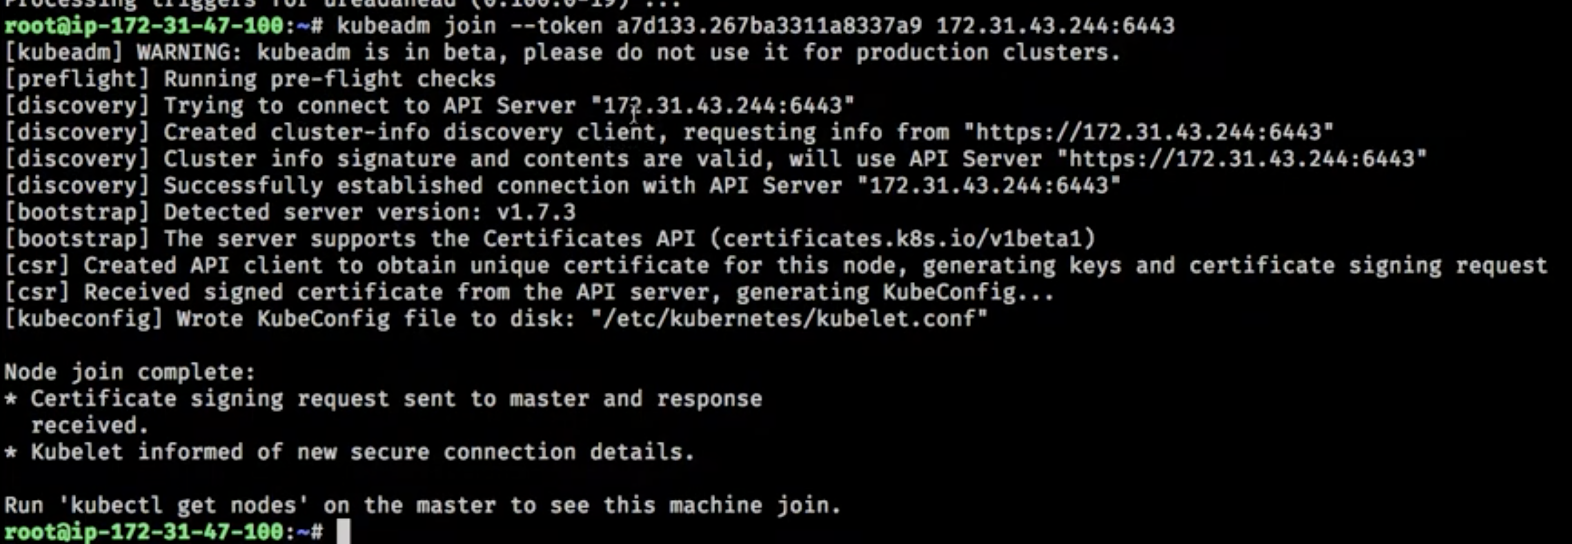 Processing triggers for ureadahead (0.100.0-19) ...
root@ip-172-31-47-100:~# kubeadm join --token a7d133.267ba3311a8337a9 172.31.43.244:6443
[kubeadm] WARNING: kubeadm is in beta, please do not use it for production clusters.
[preflight] Running pre-flight checks
[discovery] Trying to connect to API Server "172.31.43.244:6443"
[discovery] Created cluster-info discovery client, requesting info from "https://172.31.43.244:6443"
[discovery] Cluster info signature and contents are valid, will use API Server "https://172.31.43.244:6443"
[discovery] Successfully established connection with API Server "172.31.43.244:6443"
[bootstrap] Detected server version: v1.7.3
[bootstrap] The server supports the Certificates API (certificates.k8s.io/v1beta1)
[csr] Created API client to obtain unique certificate for this node, generating keys and certificate signing request
[csr] Received signed certificate from the API server, generating KubeConfig...
[kubeconfig] Wrote KubeConfig file to disk: "/etc/kubernetes/kubelet.conf"
Node join complete:
* Certificate signing request sent to master and response
received.
* Kubelet informed of new secure connection details.
Run 'kubectl get nodes' on the master to see this machine join.
root@ip-172-31-47-100:~#